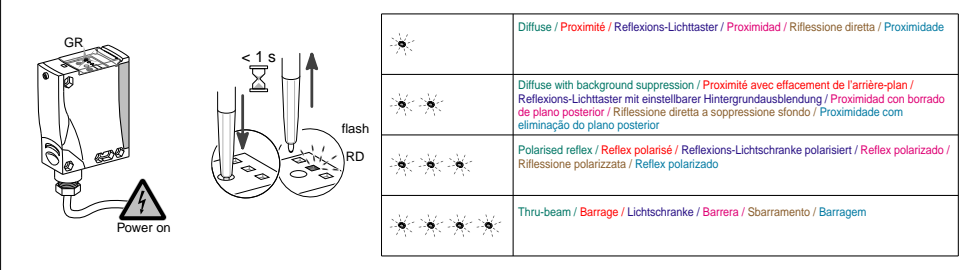 GR
Power on
< 1 s
flash
RD
Diffuse / Proximité / Reflexions-Lichttaster / Proximidad / Riflessione diretta / Proximidade
Diffuse with background suppression / Proximité avec effacement de l'arrière-plan /
Reflexions-Lichttaster mit einstellbarer Hintergrundausblendung / Proximidad con borrado
de plano posterior / Riflessione diretta a soppressione sfondo / Proximidade com
eliminação do plano posterior
Polarised reflex / Reflex polarisé / Reflexions-Lichtschranke polarisiert / Reflex polarizado /
Riflessione polarizzata / Reflex polarizado
Thru-beam / Barrage / Lichtschranke / Barrera / Sbarramento / Barragem